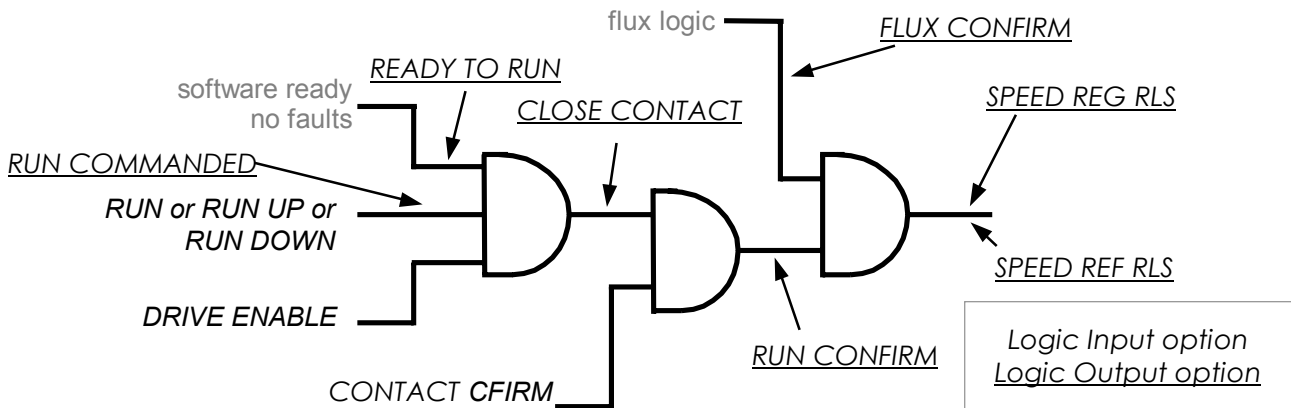 flux logic
FLUX CONFIRM
READY TO RUN
software ready
no faults
CLOSE CONTACT
SPEED REG RLS
RUN COMMANDED
RUN or RUN UP or
RUN DOWN
SPEED REF RLS
DRIVE ENABLE
RUN CONFIRM
CONTACT CFIRM
Logic Input option
Logic Output option